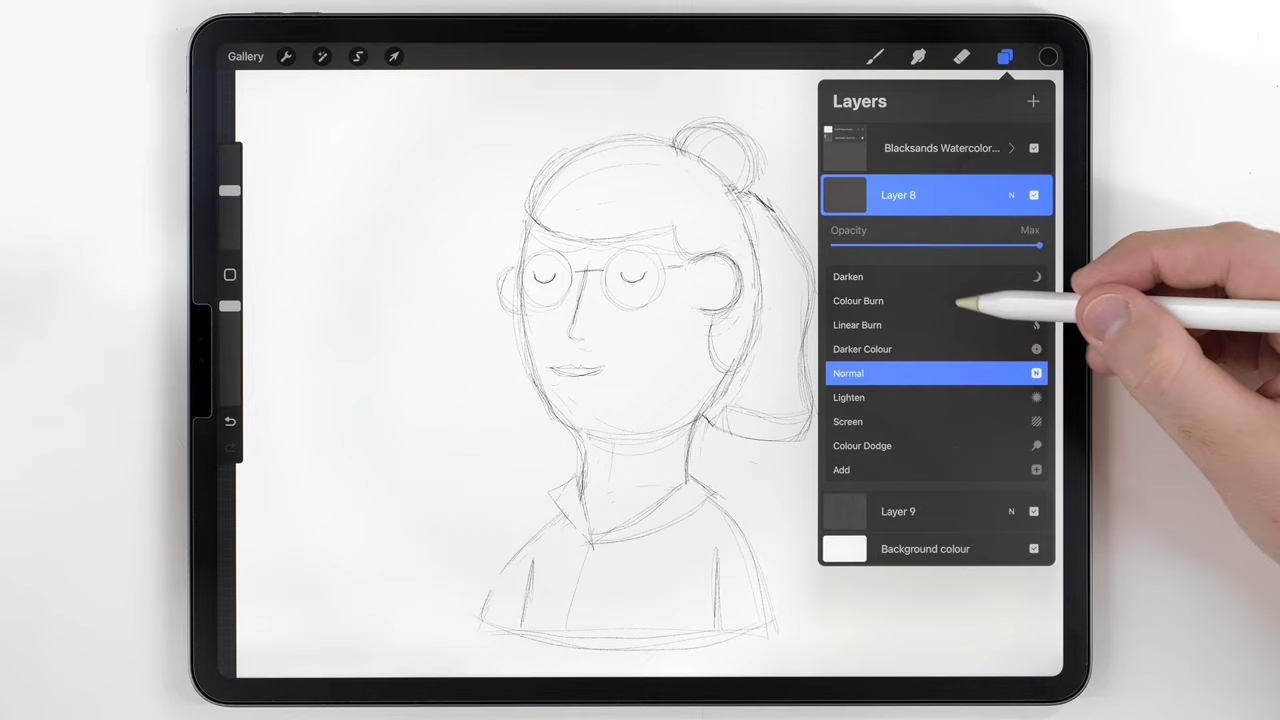 Gallery
Layers
Blacksands Watercolor...
Layer 8 N
Opacity Max
Darken
Colour Burn
Linear Burn
Darker Colour
Normal N
Lighten
Screen
Colour Dodge
Add
Layer 9 N
Background colour